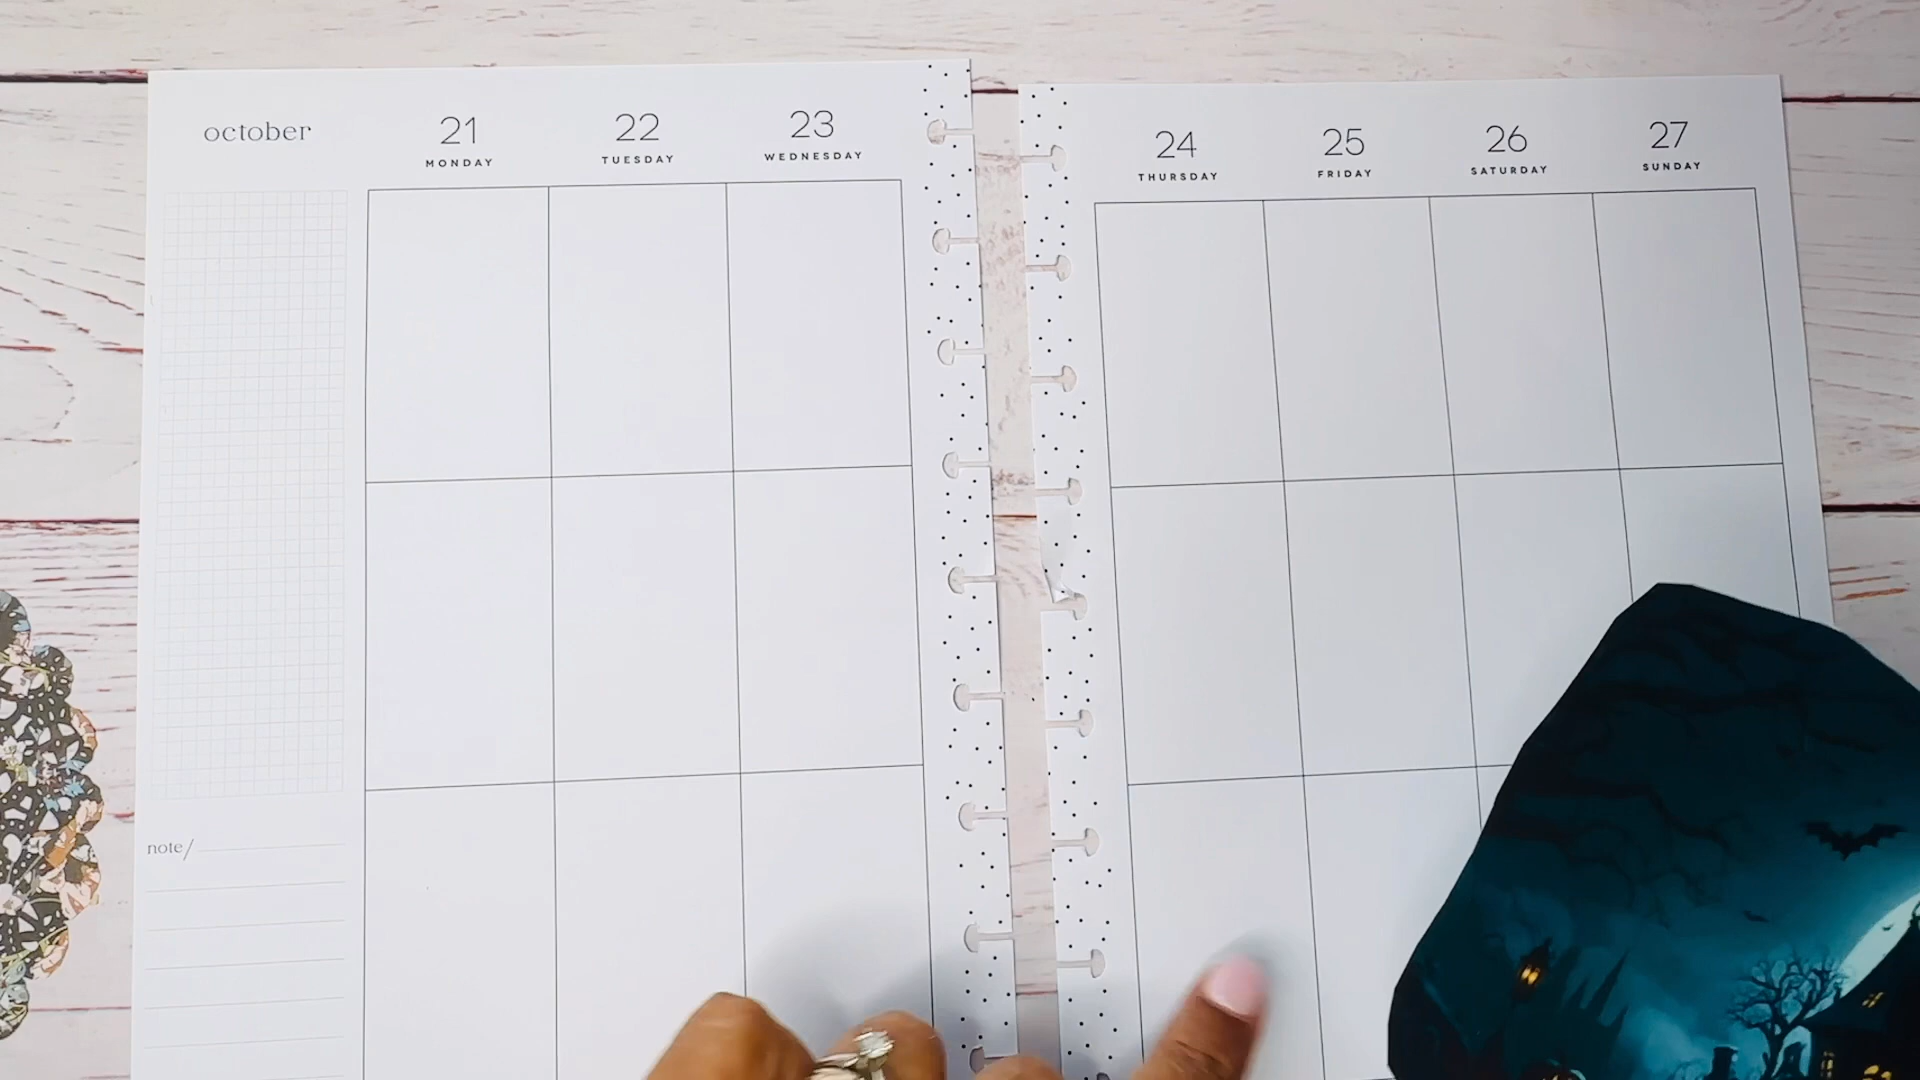 october
21
MONDAY
22
TUESDAY
23
WEDNESDAY
24
THURSDAY
25
FRIDAY
26
SATURDAY
27
SUNDAY
note/